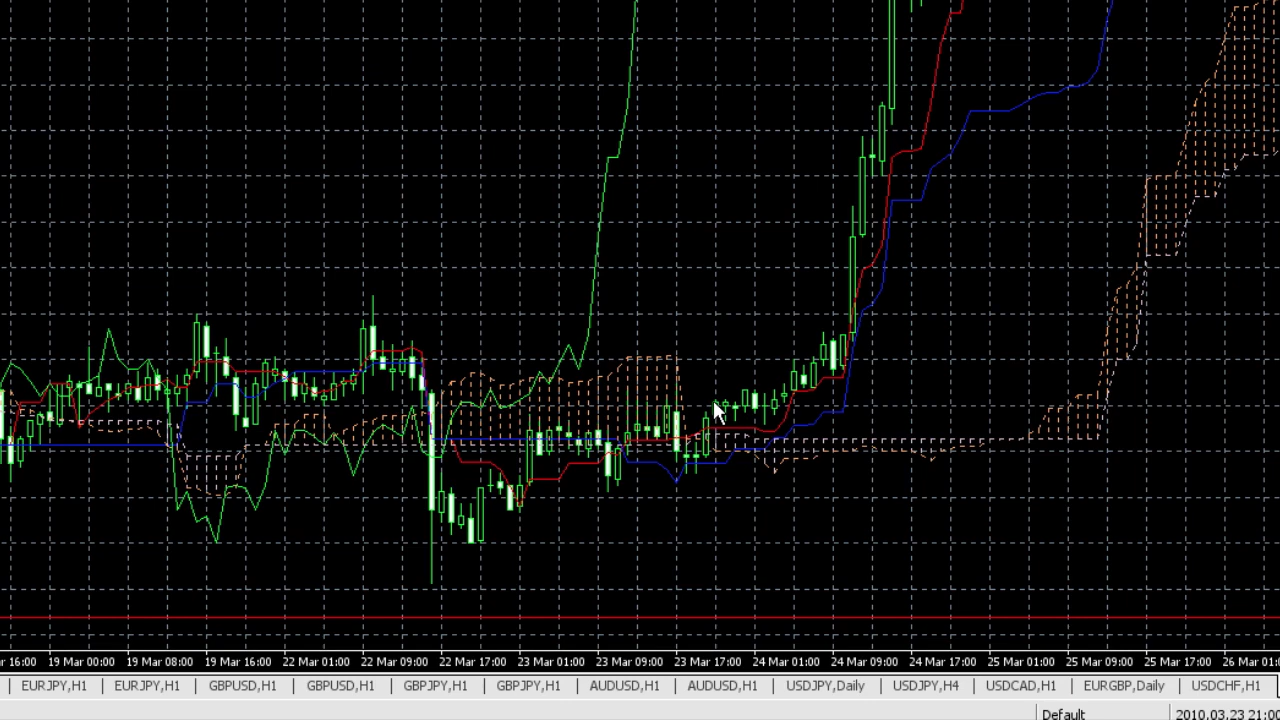 ar 16:00 19 Mar 00:00 19 Mar 08:00 19 Mar 16:00 22 Mar 01:00 22 Mar 09:00 22 Mar 17:00 23 Mar 01:00 23 Mar 09:00 23 Mar 17:00 24 Mar 01:00 24 Mar 09:00 24 Mar 17:00 25 Mar 01:00 25 Mar 09:00 25 Mar 17:00 26 Mar 01:0
EURJPY,H1 | EURJPY,H1 | GBPUSD,H1 | GBPUSD,H1 | GBPJPY,H1 | GBPJPY,H1 | AUDUSD,H1 | AUDUSD,H1 | USDJPY,Daily | USDJPY,H4 | USDCAD,H1 | EURGBP,Daily | USDCHF,H1
Default 2010.03.23 21:00